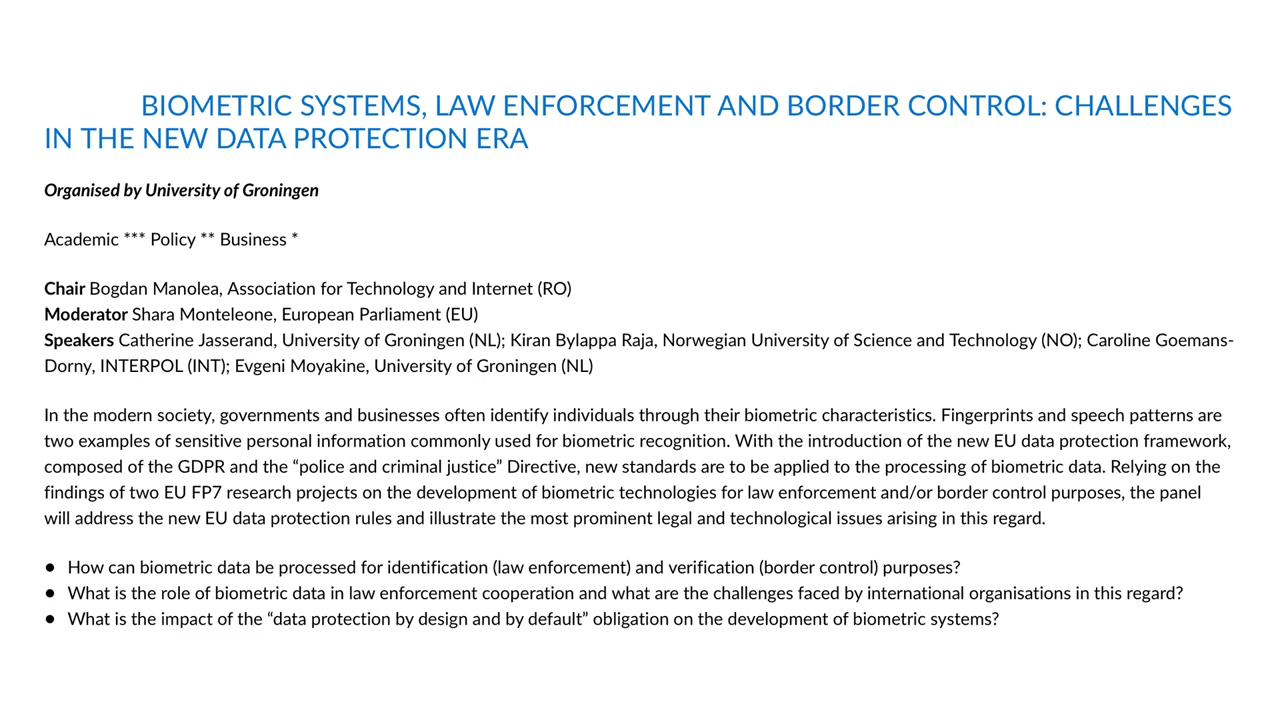 BIOMETRIC SYSTEMS, LAW ENFORCEMENT AND BORDER CONTROL: CHALLENGES
IN THE NEW DATA PROTECTION ERA
Organised by University of Groningen
Academic *** Policy ** Business *
Chair Bogdan Manolea, Association for Technology and Internet (RO)
Moderator Shara Monteleone, European Parliament (EU)
Speakers Catherine Jasserand, University of Groningen (NL); Kiran Bylappa Raja, Norwegian University of Science and Technology (NO); Caroline Goemans-
Dorny, INTERPOL (INT); Evgeni Moyakine, University of Groningen (NL)
In the modern society, governments and businesses often identify individuals through their biometric characteristics. Fingerprints and speech patterns are
two examples of sensitive personal information commonly used for biometric recognition. With the introduction of the new EU data protection framework,
composed of the GDPR and the “police and criminal justice” Directive, new standards are to be applied to the processing of biometric data. Relying on the
findings of two EU FP7 research projects on the development of biometric technologies for law enforcement and/or border control purposes, the panel
will address the new EU data protection rules and illustrate the most prominent legal and technological issues arising in this regard.
● How can biometric data be processed for identification (law enforcement) and verification (border control) purposes?
● What is the role of biometric data in law enforcement cooperation and what are the challenges faced by international organisations in this regard?
● What is the impact of the “data protection by design and by default” obligation on the development of biometric systems?